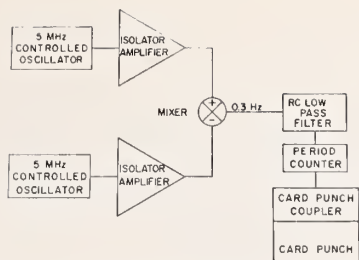 5 MHz
CONTROLLED
OSCILLATOR
ISOLATOR
AMPLIFIER
MIXER
+
-
0.3 Hz
RC LOW
PASS
FILTER
PERIOD
COUNTER
CARD PUNCH
COUPLER
CARD PUNCH
5 MHz
CONTROLLED
OSCILLATOR
ISOLATOR
AMPLIFIER